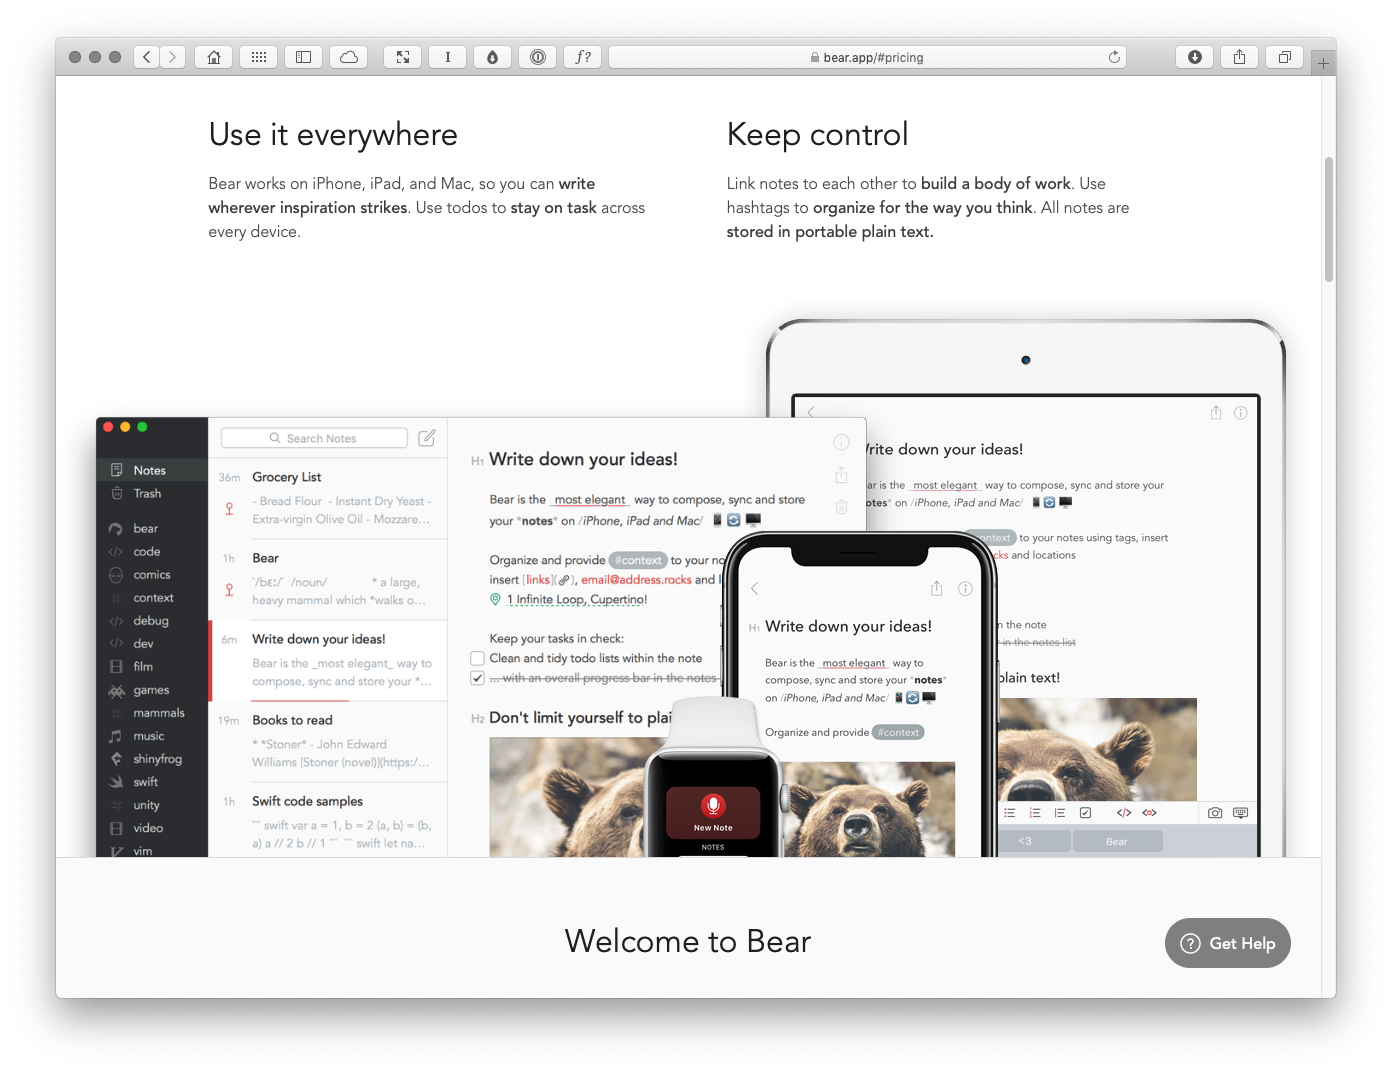 I
f?
bear.app/#pricing
Use it everywhere
Bear works on iPhone, iPad, and Mac, so you can write
wherever inspiration strikes. Use todos to stay on task across
every device.
Keep control
Link notes to each other to build a body of work. Use
hashtags to organize for the way you think. All notes are
stored in portable plain text.
Notes
Trash
bear
code
comics
context
debug
dev
film
games
mammals
music
shinyfrog
swift
unity
video
vim
Search Notes
36m Grocery List
- Bread Flour - Instant Dry Yeast -
Extra-virgin Olive Oil - Mozzare...
1h Bear
`/bɛː/` /noun/ * a large,
heavy mammal which *walks o...
6m Write down your ideas!
Bear is the _most elegant_ way to
compose, sync and store your *...
19m Books to read
* *Stoner* - John Edward
Williams [Stoner (novel)](https:/...
1h Swift code samples
``` swift var a = 1, b = 2 (a, b) = (b,
a) a // 2 b // 1 ``` ``` swift let na...
H1 Write down your ideas!
Bear is the _most elegant_ way to compose, sync and store
your *notes* on /iPhone, iPad and Mac/
Organize and provide #context to your no
insert [links](), email@address.rocks and l
1 Infinite Loop, Cupertino!
Keep your tasks in check:
Clean and tidy todo lists within the note
... with an overall progress bar in the notes
H2 Don't limit yourself to plai
New Note
NOTES
H1 Write down your ideas!
Bear is the _most elegant_ way to
compose, sync and store your *notes*
on /iPhone, iPad and Mac/
Organize and provide #context
rite down your ideas!
ar is the _most elegant_ way to compose, sync and store your
otes* on /iPhone, iPad and Mac/
context to your notes using tags, insert
cks and locations
n the note
r in the notes list
plain text!
<3
Bear
Welcome to Bear
? Get Help